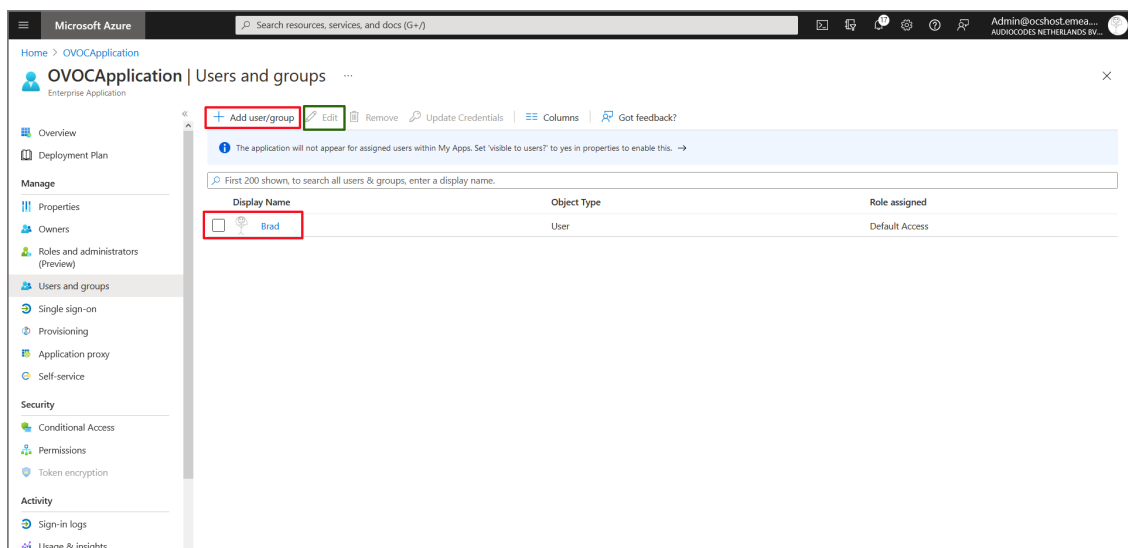 Microsoft Azure
Search resources, services, and docs (G+/)
17
Admin@ocshost.emea....
AUDIOCODES NETHERLANDS BV...
Home > OVOCApplication
OVOCApplication | Users and groups ...
Enterprise Application
Overview
Deployment Plan
Manage
Properties
Owners
Roles and administrators
(Preview)
Users and groups
Single sign-on
Provisioning
Application proxy
Self-service
Security
Conditional Access
Permissions
Token encryption
Activity
Sign-in logs
Usage & insights
+ Add user/group
Edit
Remove
Update Credentials
Columns
Got feedback?
The application will not appear for assigned users within My Apps. Set 'visible to users?' to yes in properties to enable this. →
First 200 shown, to search all users & groups, enter a display name.
Display Name Object Type Role assigned
Brad User Default Access